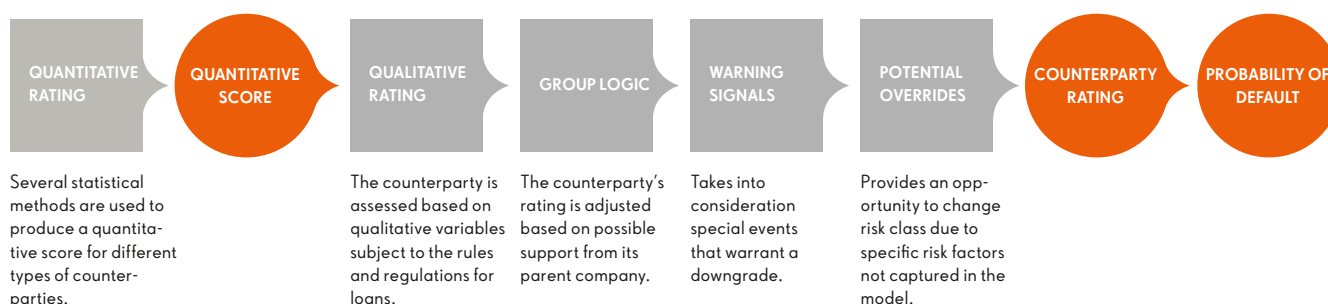 QUANTITATIVE
RATING
QUANTITATIVE
SCORE
QUALITATIVE
RATING
GROUP LOGIC
WARNING
SIGNALS
POTENTIAL
OVERRIDES
COUNTERPARTY
RATING
PROBABILITY OF
DEFAULT
Several statistical
methods are used to
produce a quantita-
tive score for different
types of counter-
parties.
The counterparty is
assessed based on
qualitative variables
subject to the rules
and regulations for
loans.
The counterparty’s
rating is adjusted
based on possible
support from its
parent company.
Takes into
consideration
special events
that warrant a
downgrade.
Provides an opp-
ortunity to change
risk class due to
specific risk factors
not captured in the
model.